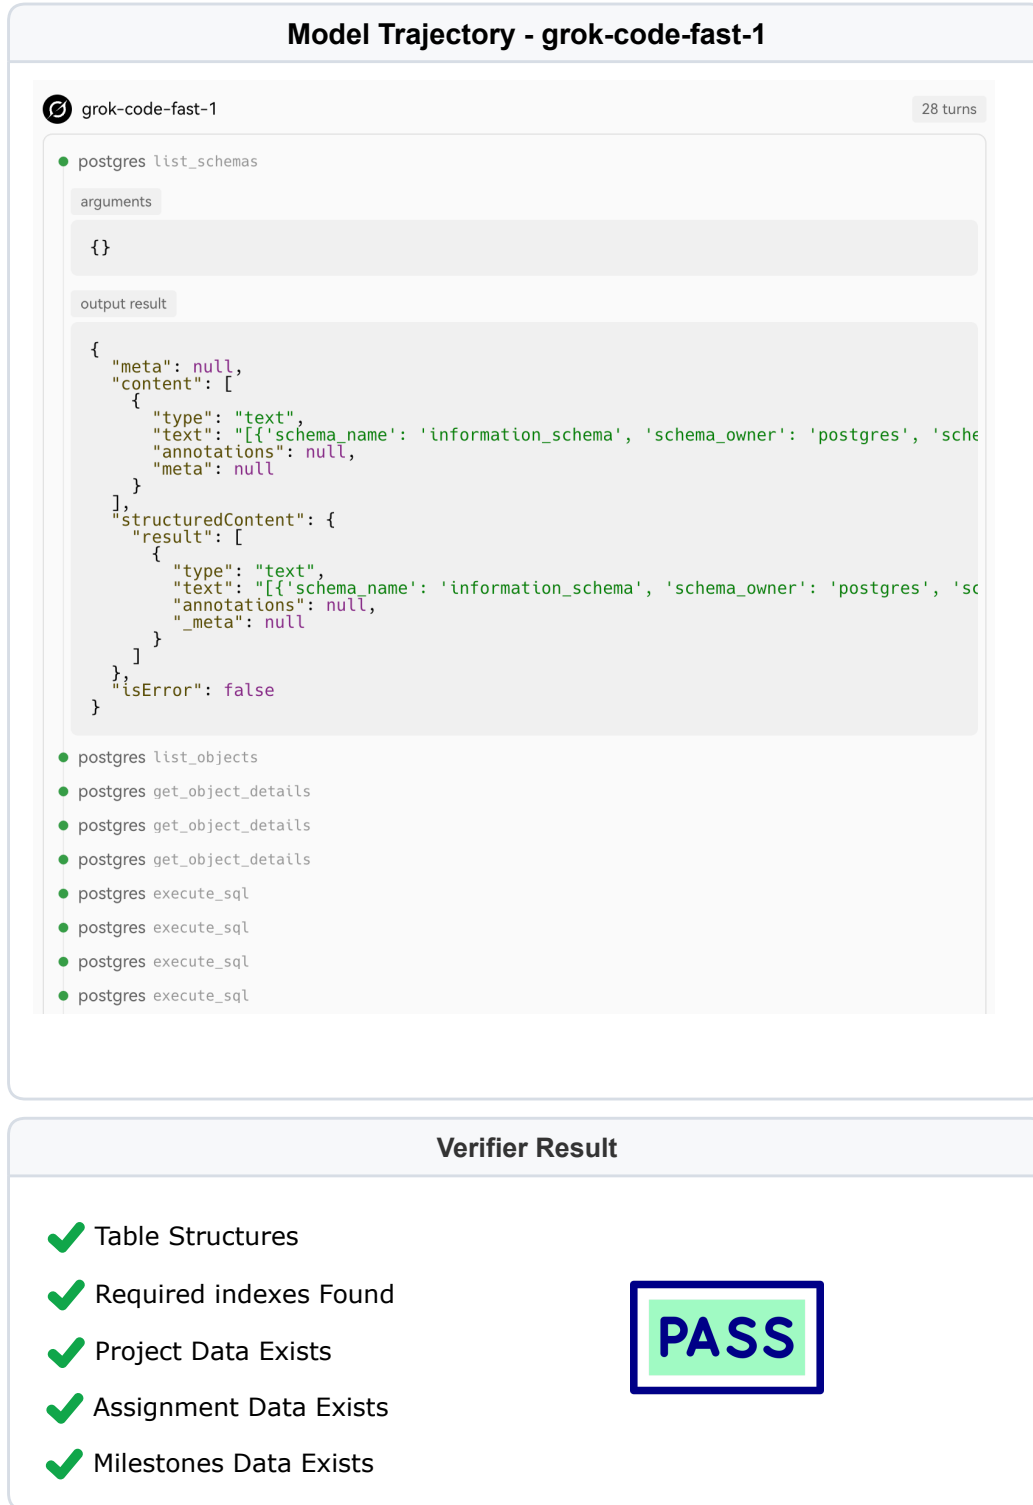 Model Trajectory - grok-code-fast-1
grok-code-fast-1
28 turns
postgres list_schemas
arguments
{}
output result
{
  "meta": null,
  "content": [
    {
      "type": "text",
      "text": "[{'schema_name': 'information_schema', 'schema_owner': 'postgres', 'sche
      "annotations": null,
      "meta": null
    }
  ],
  "structuredContent": {
    "result": [
      {
        "type": "text",
        "text": "[{'schema_name': 'information_schema', 'schema_owner': 'postgres', 'sc
        "annotations": null,
        "_meta": null
      }
    ]
  },
  "isError": false
}
postgres list_objects
postgres get_object_details
postgres get_object_details
postgres get_object_details
postgres execute_sql
postgres execute_sql
postgres execute_sql
postgres execute_sql
Verifier Result
Table Structures
Required indexes Found
Project Data Exists
Assignment Data Exists
Milestones Data Exists
PASS